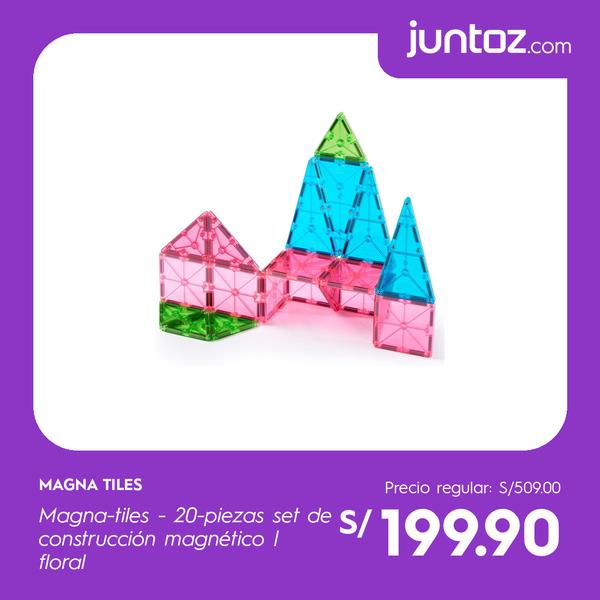 juntoz.com
MAGNA TILES
Magna-tiles - 20-piezas set de
construcción magnético |
floral
Precio regular: S/509.00
S/199.90